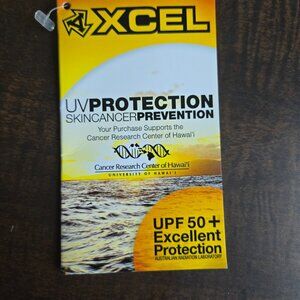 XCEL
UVPROTECTION
SKINCANCERPREVENTION
Your Purchase Supports the
Cancer Research Center of Hawai'i
Cancer Research Center of Hawai'i
UNIVERSITY OF HAWAI'I
UPF 50+
Excellent
Protection
AUSTRALIAN RADIATION LABORATORY